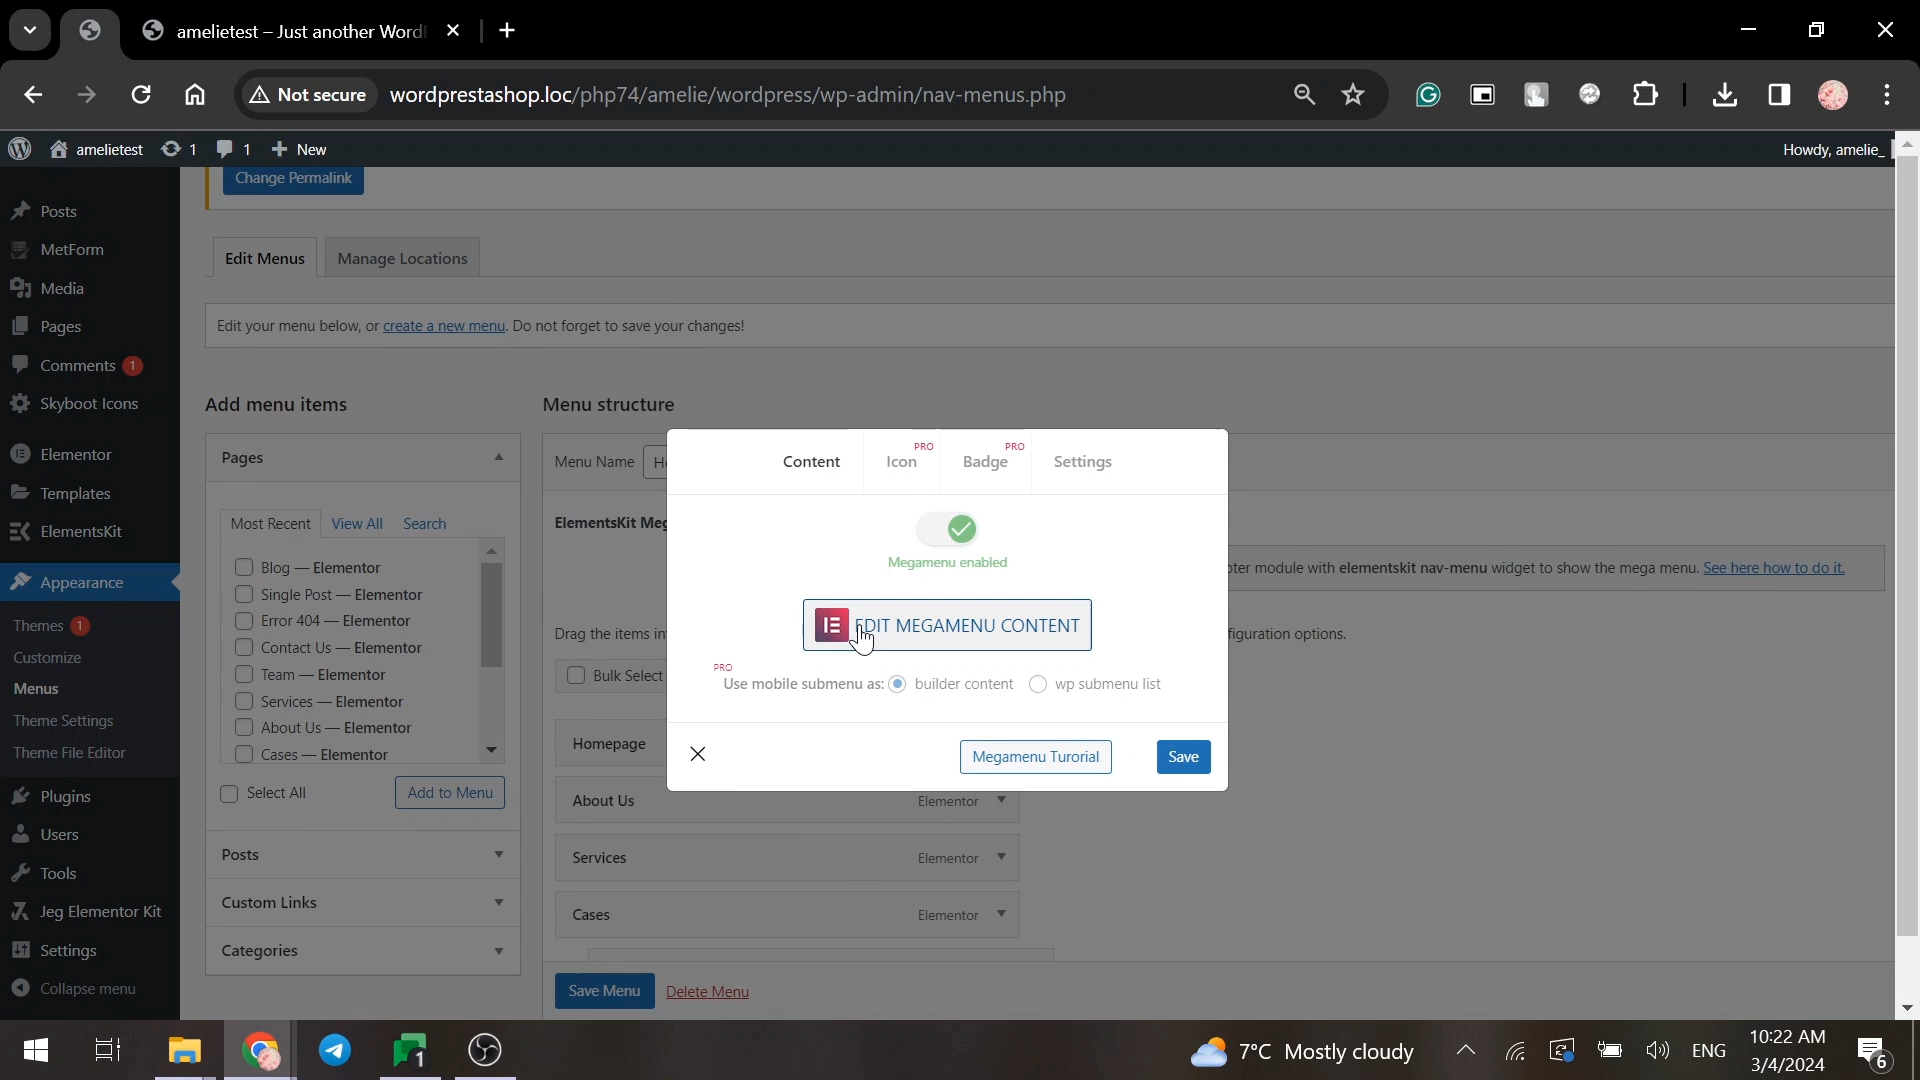 amelietest – Just another Word
Not secure
wordprestashop.loc/php74/amelie/wordpress/wp-admin/nav-menus.php
amelietest
1
1
New
Howdy, amelie_
Change Permalink
Posts
MetForm
Media
Pages
Comments 1
Skyboot Icons
Elementor
Templates
ElementsKit
Appearance
Themes 1
Customize
Menus
Theme Settings
Theme File Editor
Plugins
Users
Tools
Jeg Elementor Kit
Settings
Collapse menu
Edit Menus
Manage Locations
Edit your menu below, or create a new menu. Do not forget to save your changes!
Add menu items
Menu structure
Pages
Most Recent
View All
Search
Blog — Elementor
Single Post — Elementor
Error 404 — Elementor
Contact Us — Elementor
Team — Elementor
Services — Elementor
About Us — Elementor
Cases — Elementor
Select All
Add to Menu
Posts
Custom Links
Categories
Menu Name
ElementsKit
module with elementskit nav-menu widget to show the mega menu. See here how to do it.
Drag the items
options.
Bulk Select
Homepage
About Us
Elementor
Services
Elementor
Cases
Elementor
Save Menu
Delete Menu
Content
Icon
PRO
Badge
PRO
Settings
Megamenu enabled
EDIT MEGAMENU CONTENT
PRO
Use mobile submenu as: builder content wp submenu list
Megamenu Turorial
Save
1
7°C Mostly cloudy
ENG
10:22 AM
3/4/2024
6